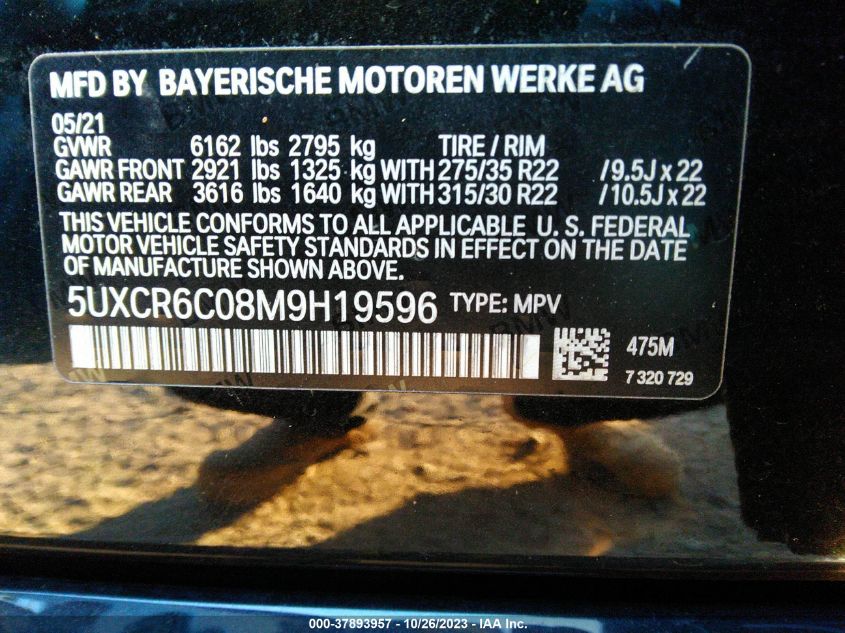 MFD BY BAYERISCHE MOTOREN WERKE AG
05/21
GVWR 6162 lbs 2795 kg TIRE / RIM
GAWR FRONT 2921 lbs 1325 kg WITH 275/35 R22 / 9.5J x 22
GAWR REAR 3616 lbs 1640 kg WITH 315/30 R22 / 10.5J x 22
THIS VEHICLE CONFORMS TO ALL APPLICABLE U. S. FEDERAL
MOTOR VEHICLE SAFETY STANDARDS IN EFFECT ON THE DATE
OF MANUFACTURE SHOWN ABOVE.
5UXCR6C08M9H19596 TYPE: MPV
475M
7 320 729
000-37893957 | 10/26/2023 - IAA Inc.